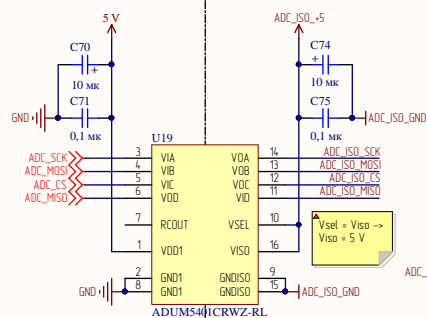 5 V
ADC_ISO_+5
C70
10 мк
C71
0,1 мк
GND
C74
10 мк
C75
0,1 мк
ADC_ISO_GND
U19
ADC_SCK 3 VIA VOA 14 ADC_ISO_SCK
ADC_MOSI 4 VIB VOB 13 ADC_ISO_MOSI
ADC_CS 5 VIC VOC 12 ADC_ISO_CS
ADC_MISO 6 VOD VID 11 ADC_ISO_MISO
7 RCOUT VSEL 10
1 VDD1 VISO 16
2 GND1 GNDISO 9
GND 8 GND1 GNDISO 15 ADC_ISO_GND
Vsel = Viso ->
Viso = 5 V
ADC_
ADUM5401CRWZ-RL